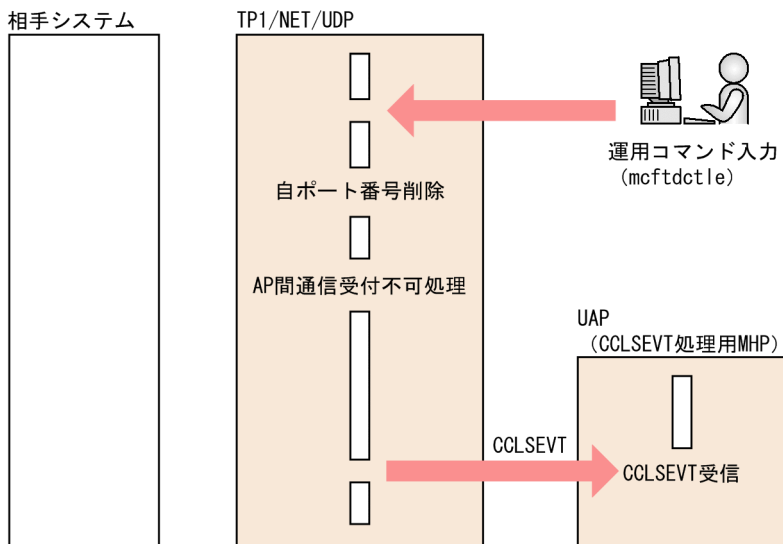 相手システム
TP1/NET/UDP
運用コマンド入力
(mcftdctle)
自ポート番号削除
AP間通信受付不可処理
UAP
(CCLSEVT処理用MHP)
CCLSEVT
CCLSEVT受信